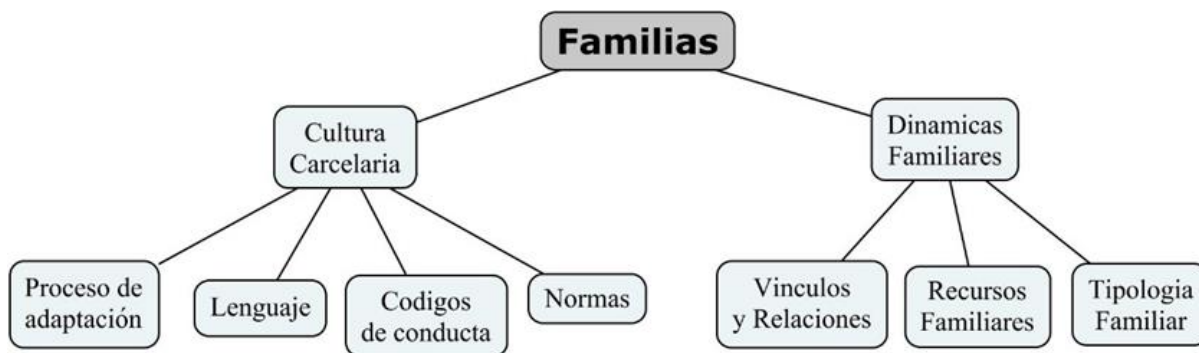 Familias
Cultura
Carcelaria
Dinamicas
Familiares
Proceso de
adaptación
Lenguaje
Codigos
de conducta
Normas
Vinculos
y Relaciones
Recursos
Familiares
Tipologia
Familiar